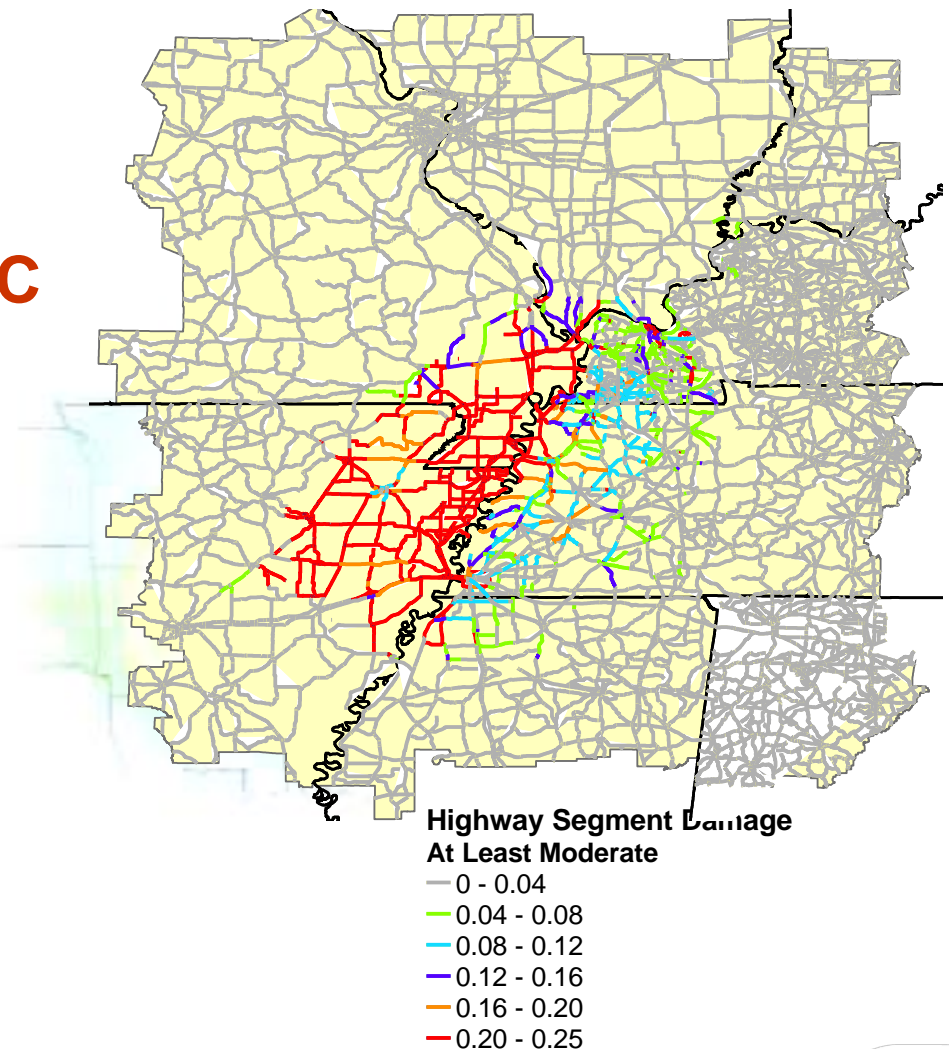 C
Highway Segment Damage
At Least Moderate
0 - 0.04
0.04 - 0.08
0.08 - 0.12
0.12 - 0.16
0.16 - 0.20
0.20 - 0.25